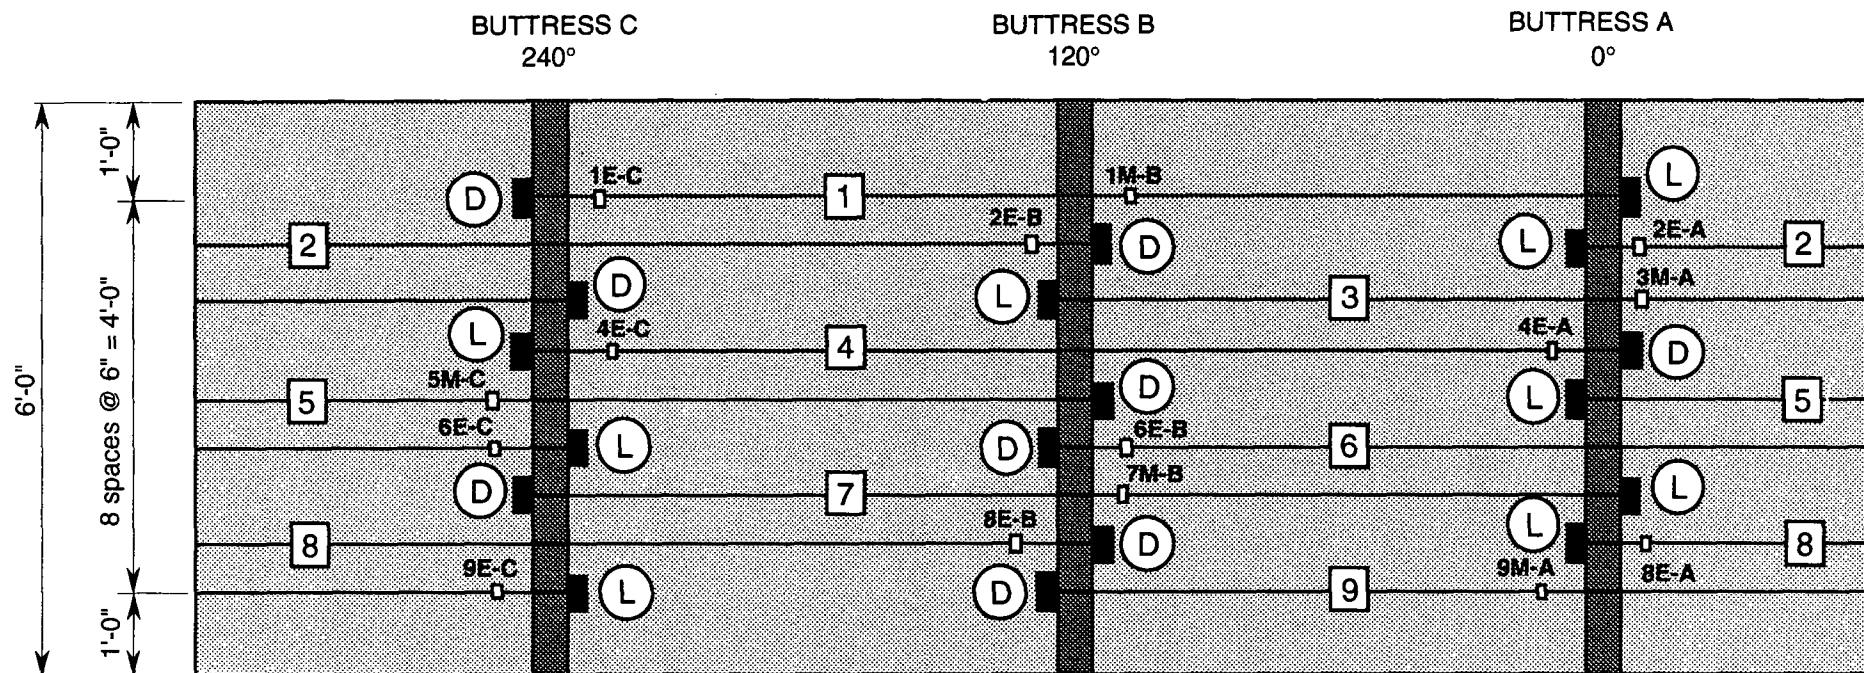 BUTTRESS C
240°
BUTTRESS B
120°
BUTTRESS A
0°
6'-0"
1'-0"
8 spaces @ 6" = 4'-0"
1'-0"
D
1E-C
1
1M-B
L
2
2E-B
D
L
2E-A
2
D
L
3
3M-A
L
4E-C
4
4E-A
D
5
5M-C
D
L
5
6E-C
L
D
6E-B
6
D
7
7M-B
L
8
8E-B
D
L
8E-A
8
9E-C
L
D
9
9M-A